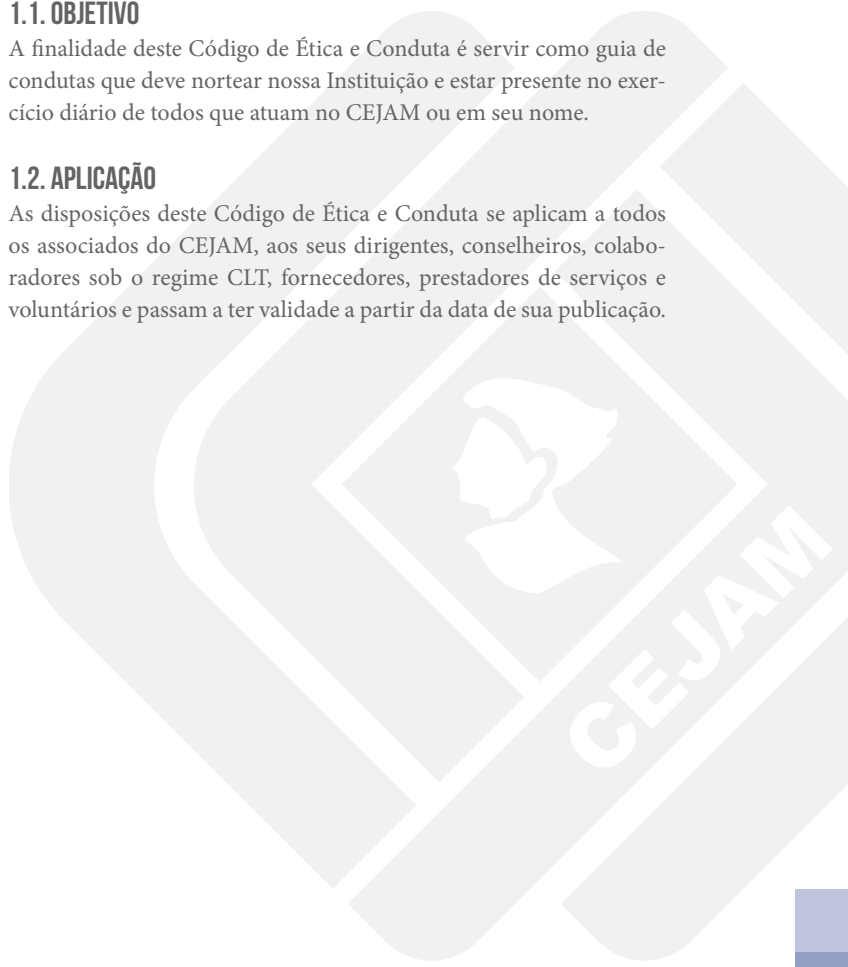 1.1. OBJETIVO
A finalidade deste Código de Ética e Conduta é servir como guia de
condutas que deve nortear nossa Instituição e estar presente no exer-
cício diário de todos que atuam no CEJAM ou em seu nome.
1.2. APLICAÇÃO
As disposições deste Código de Ética e Conduta se aplicam a todos
os associados do CEJAM, aos seus dirigentes, conselheiros, colabo-
radores sob o regime CLT, fornecedores, prestadores de serviços e
voluntários e passam a ter validade a partir da data de sua publicação.
CEJAM